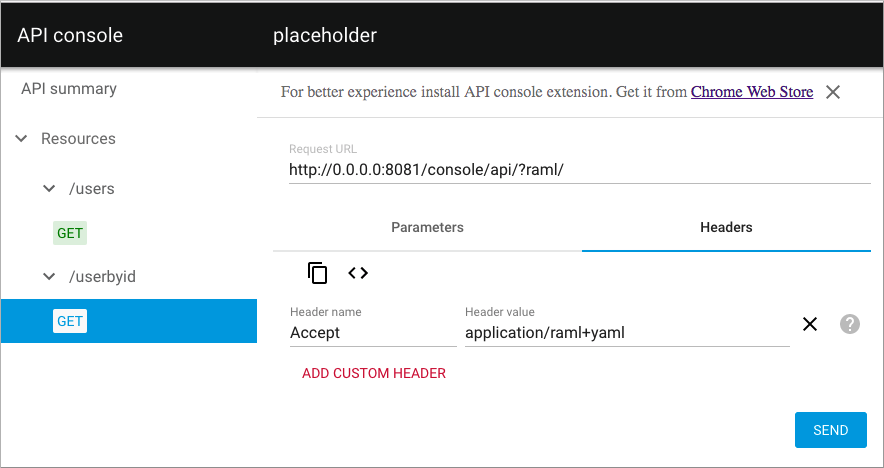 API console
placeholder
API summary
Resources
/users
GET
/userbyid
GET
For better experience install API console extension. Get it from Chrome Web Store
Request URL
http://0.0.0.0:8081/console/api/?raml/
Parameters
Headers
Header name
Accept
Header value
application/raml+yaml
ADD CUSTOM HEADER
SEND